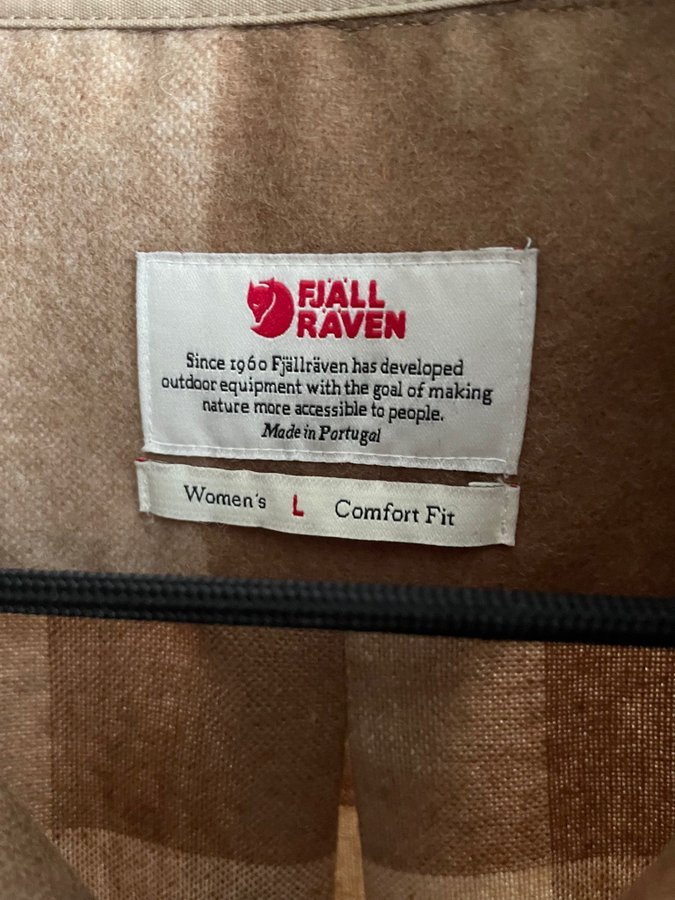 FJÄLL
RÄVEN
Since 1960 Fjällräven has developed
outdoor equipment with the goal of making
nature more accessible to people.
Made in Portugal
Women's L Comfort Fit